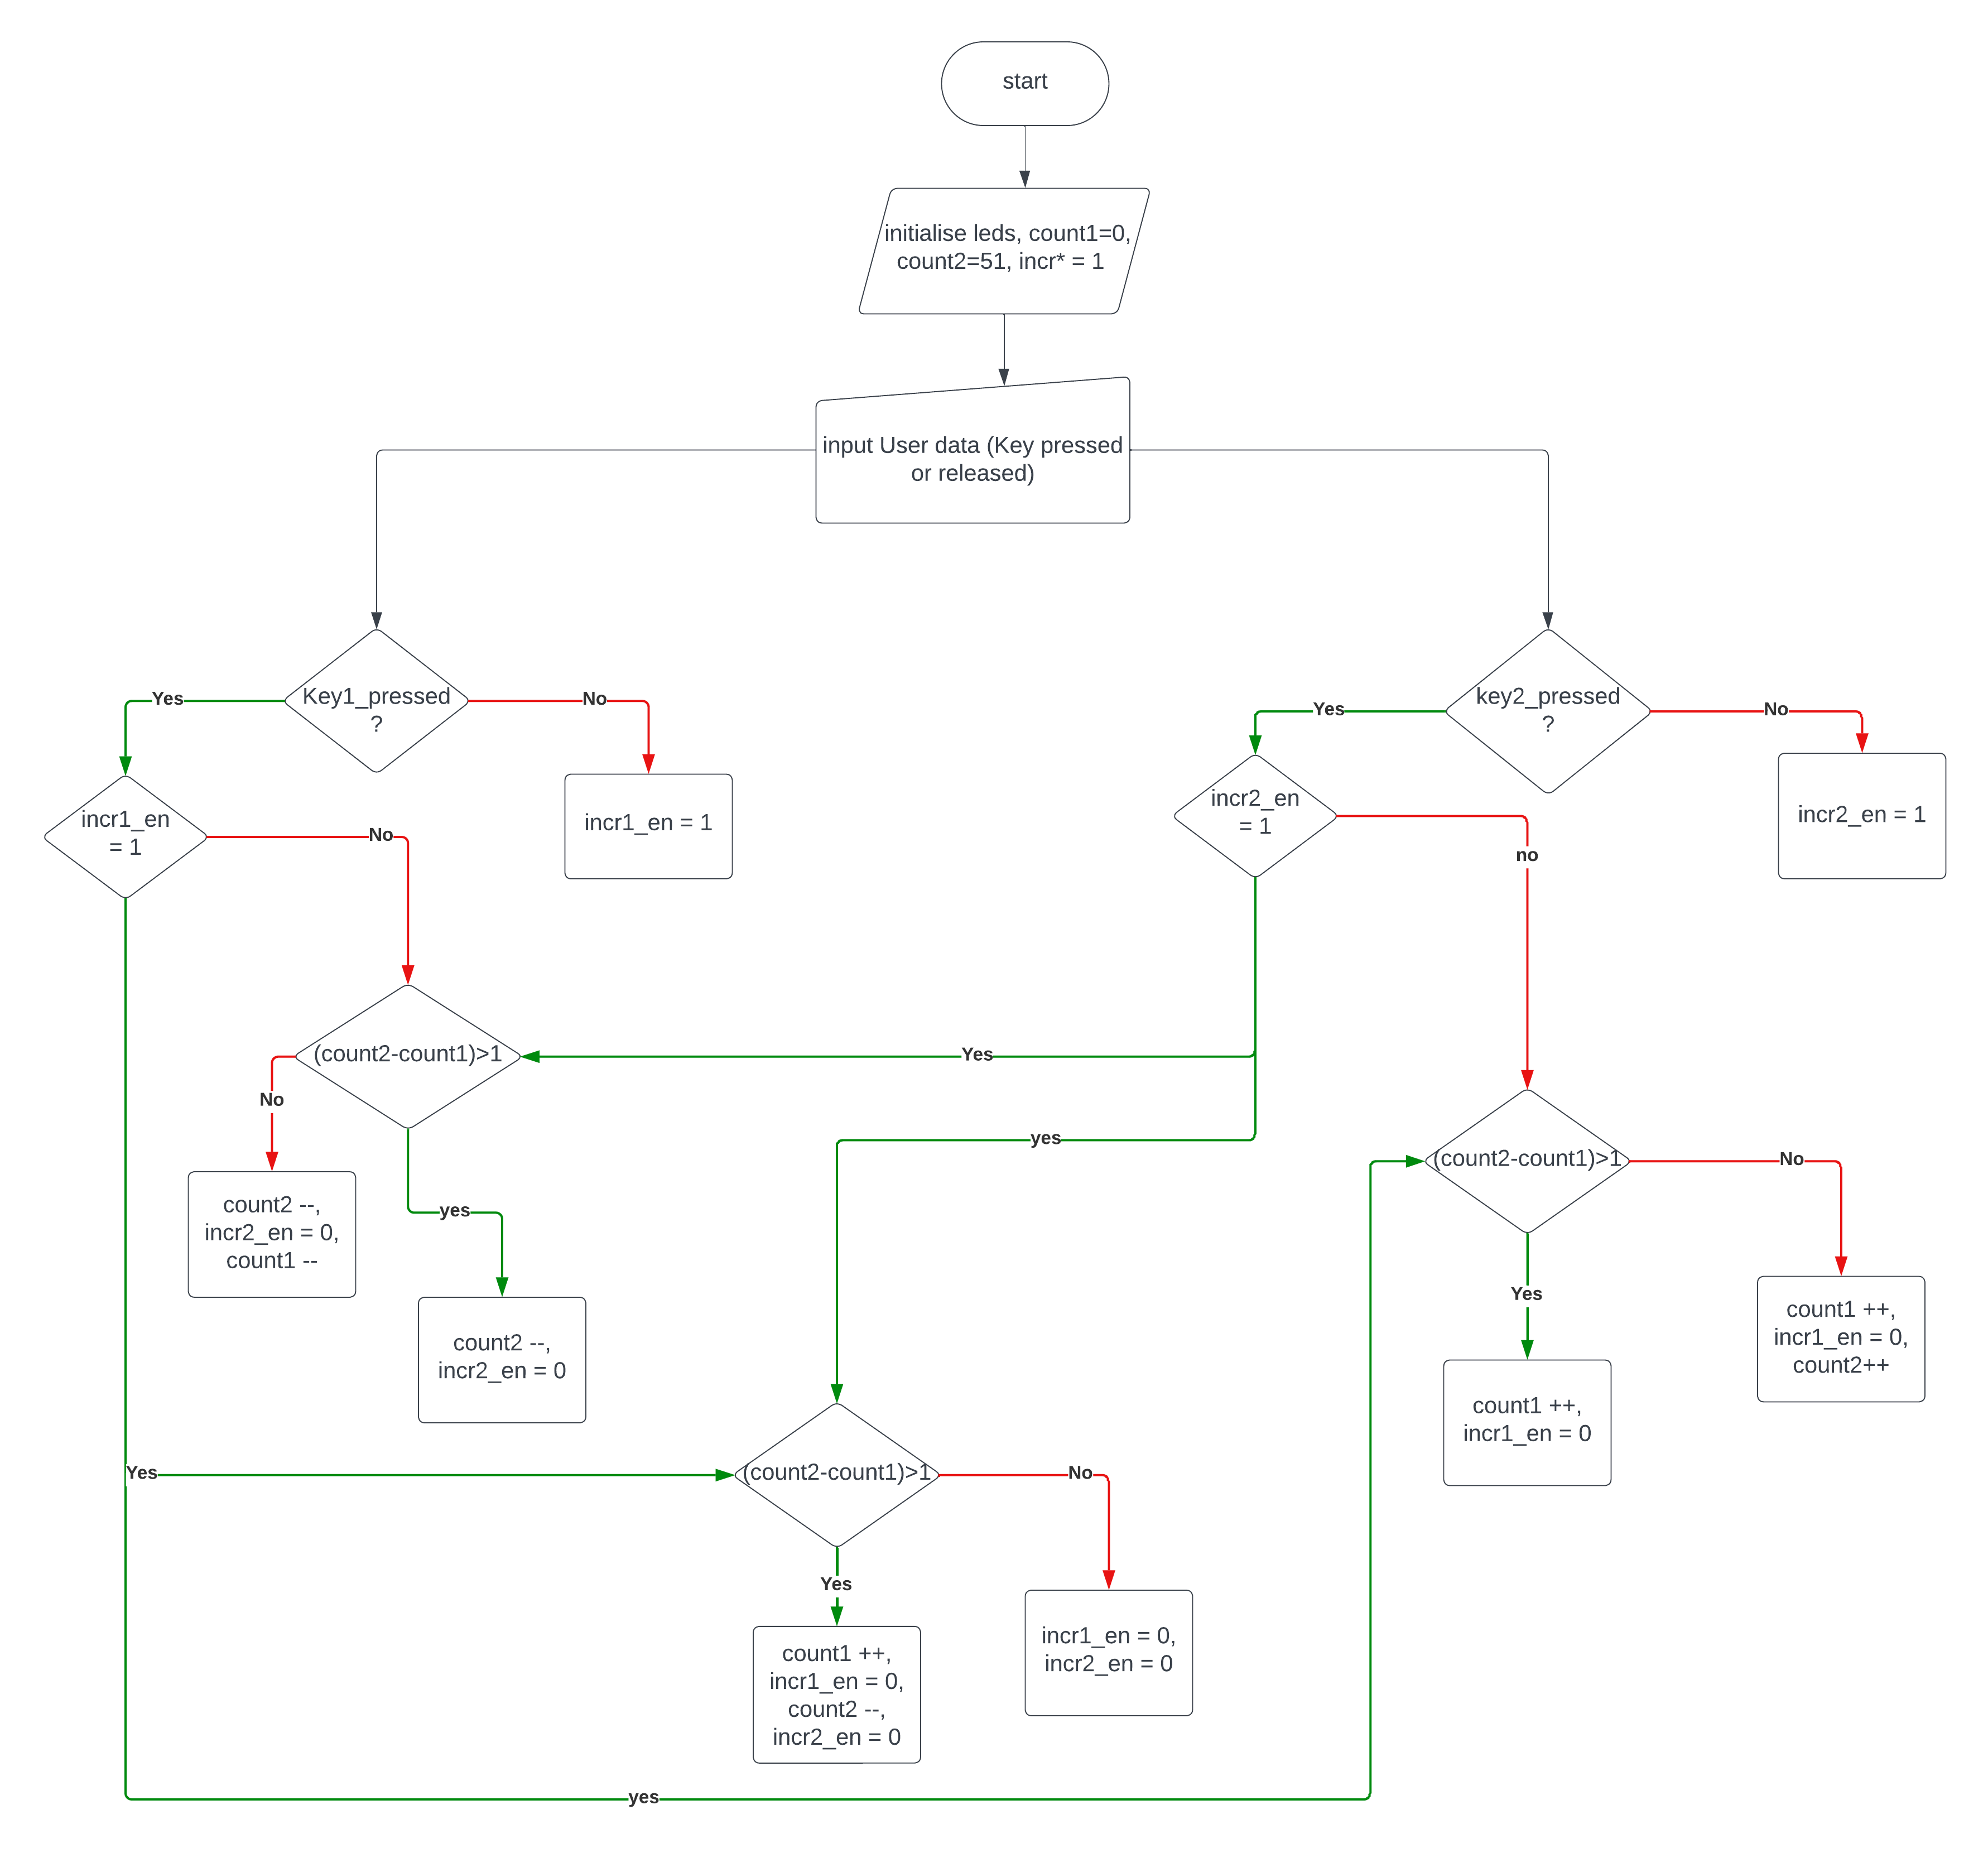 start
initialise leds, count1=0,
count2=51, incr* = 1
input User data (Key pressed
or released)
Key1_pressed
?
Yes
No
key2_pressed
?
Yes
No
incr1_en
= 1
No
incr1_en = 1
incr2_en
= 1
no
incr2_en = 1
(count2-count1)>1
Yes
No
yes
yes
(count2-count1)>1
No
Yes
count2 --,
incr2_en = 0,
count1 --
count2 --,
incr2_en = 0
count1 ++,
incr1_en = 0,
count2++
count1 ++,
incr1_en = 0
Yes
(count2-count1)>1
No
Yes
count1 ++,
incr1_en = 0,
count2 --,
incr2_en = 0
incr1_en = 0,
incr2_en = 0
yes